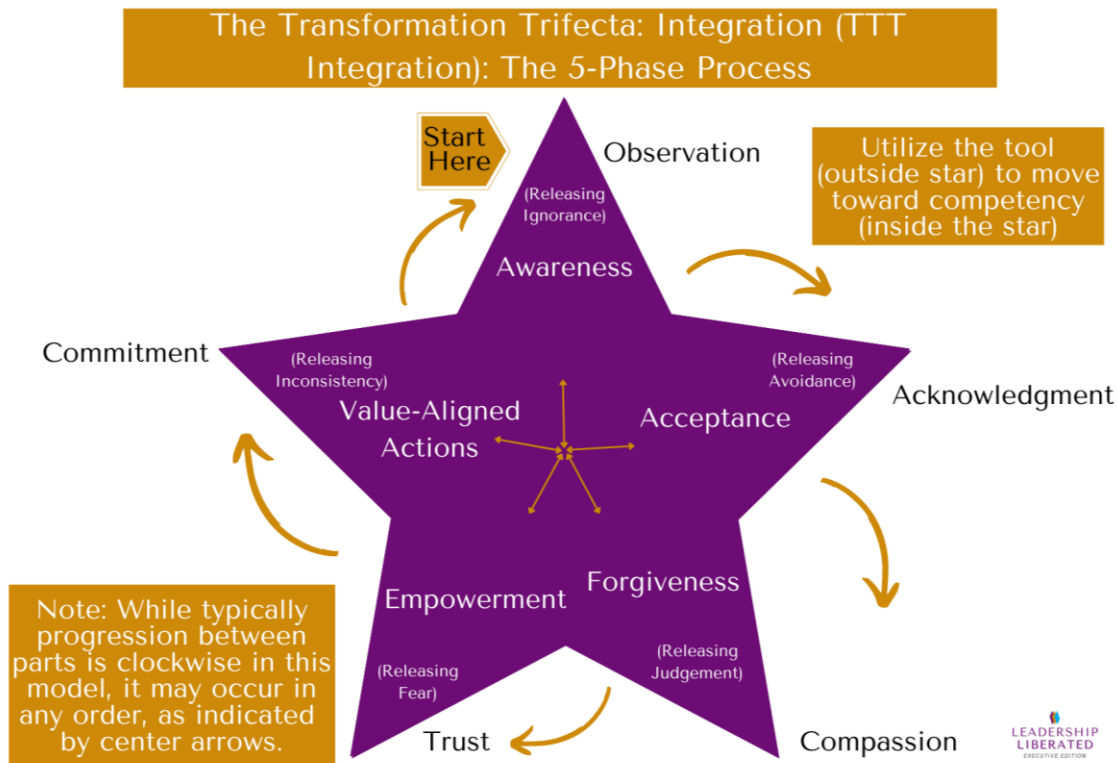 The Transformation Trifecta: Integration (TTT
Integration): The 5-Phase Process
Start
Here
Observation
Utilize the tool
(outside star) to move
toward competency
(inside the star)
(Releasing
Ignorance)
Awareness
Commitment
(Releasing
Inconsistency)
Value-Aligned
Actions
(Releasing
Avoidance)
Acceptance
Acknowledgment
Empowerment
(Releasing
Fear)
Forgiveness
(Releasing
Judgement)
Note: While typically
progression between
parts is clockwise in this
model, it may occur in
any order, as indicated
by center arrows.
Trust
Compassion
LEADERSHIP
LIBERATED
EXECUTIVE EDITION